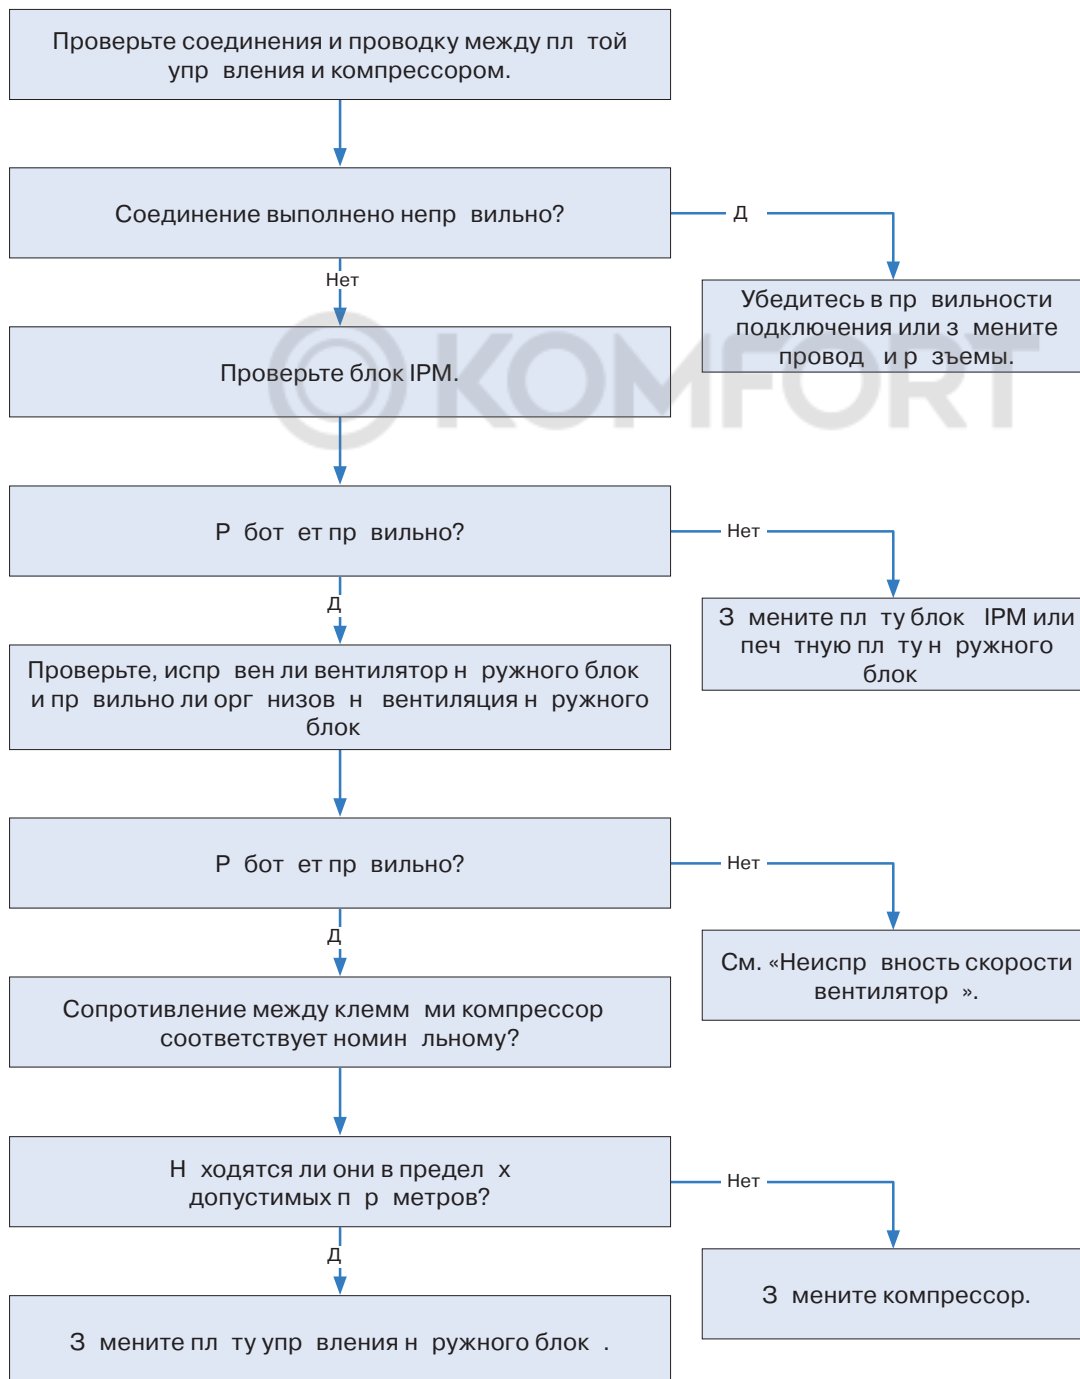 Проверьте соединения и проводку между пл той
упр вления и компрессором.
Соединение выполнено непр вильно?
Д
Нет
Убедитесь в пр вильности
подключения или з мените
провод и р зъемы.
Проверьте блок IPM.
KOMFORT
Р бот ет пр вильно?
Нет
Д
З мените пл ту блок IPM или
печ тную пл ту н ружного
блок
Проверьте, испр вен ли вентилятор н ружного блок
и пр вильно ли орг низов н вентиляция н ружного
блок
Р бот ет пр вильно?
Нет
Д
См. «Неиспр вность скорости
вентилятор ».
Сопротивление между клемм ми компрессор
соответствует номин льному?
Н ходятся ли они в предел х
допустимых п р метров?
Нет
Д
З мените компрессор.
З мените пл ту упр вления н ружного блок .